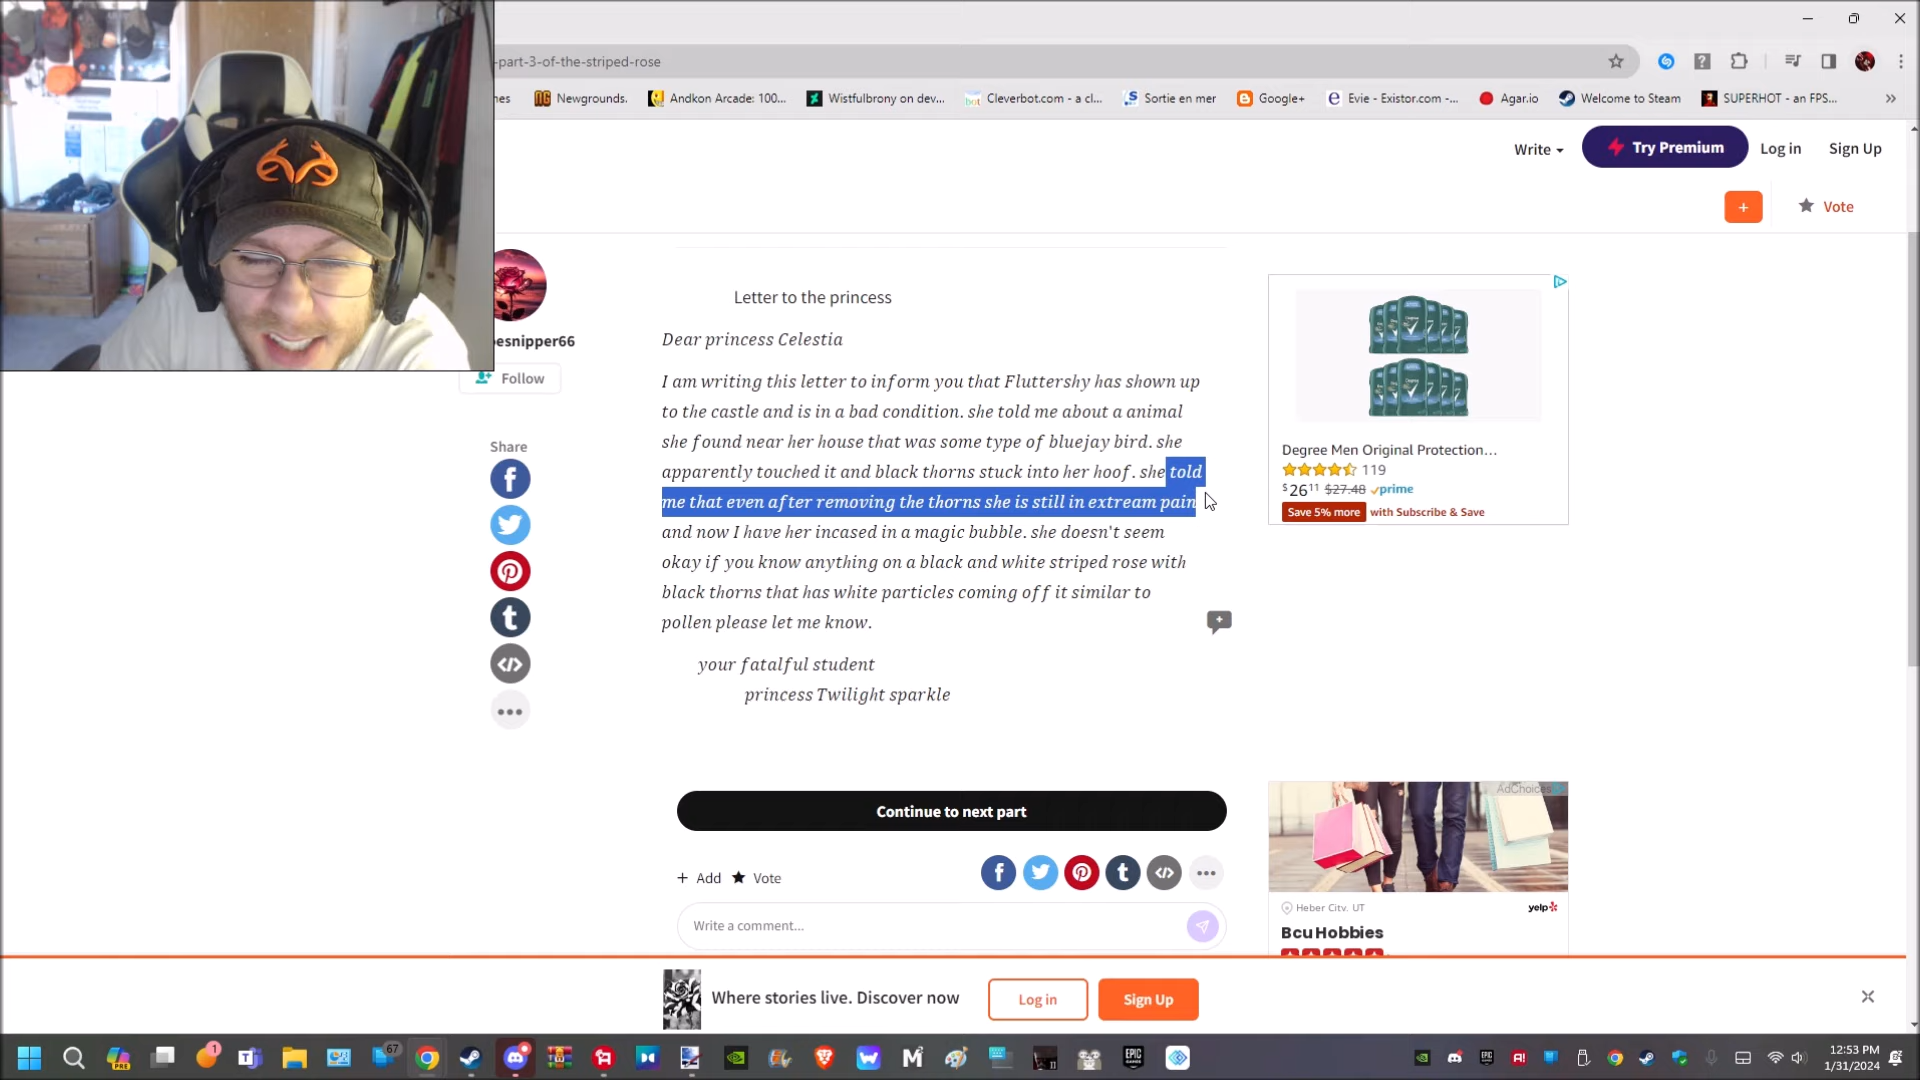 -part-3-of-the-striped-rose
nes
Newgrounds.
Andkon Arcade: 100...
Wistfulbrony on dev...
Cleverbot.com - a cl...
Sortie en mer
Google+
Evie - Existor.com -...
Agar.io
Welcome to Steam
SUPERHOT - an FPS...
Write
Try Premium
Log in
Sign Up
+
Vote
Letter to the princess
Dear princess Celestia
I am writing this letter to inform you that Fluttershy has shown up
to the castle and is in a bad condition. she told me about a animal
she found near her house that was some type of bluejay bird. she
apparently touched it and black thorns stuck into her hoof. she told
me that even after removing the thorns she is still in extream pain
and now I have her incased in a magic bubble. she doesn't seem
okay if you know anything on a black and white striped rose with
black thorns that has white particles coming off it similar to
pollen please let me know.
your fatalful student
princess Twilight sparkle
esnipper66
Follow
Share
Degree Men Original Protection...
119
$26¹¹ $27.48 prime
Save 5% more with Subscribe & Save
Continue to next part
+ Add
Vote
Write a comment...
AdChoices
Heber City, UT
yelp
Bcu Hobbies
Where stories live. Discover now
Log in
Sign Up
1
PRE
67
EPIC GAMES
12:53 PM
1/31/2024